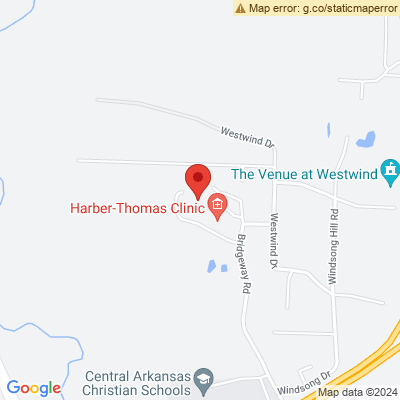 Map error: g.co/staticmaperror
Westwind Dr
The Venue at Westwind
Harber-Thomas Clinic
Westwind Dr
Windsong Hill Rd
Bridgeway Rd
Central Arkansas
Christian Schools
Windsong Dr
Google
Map data ©2024